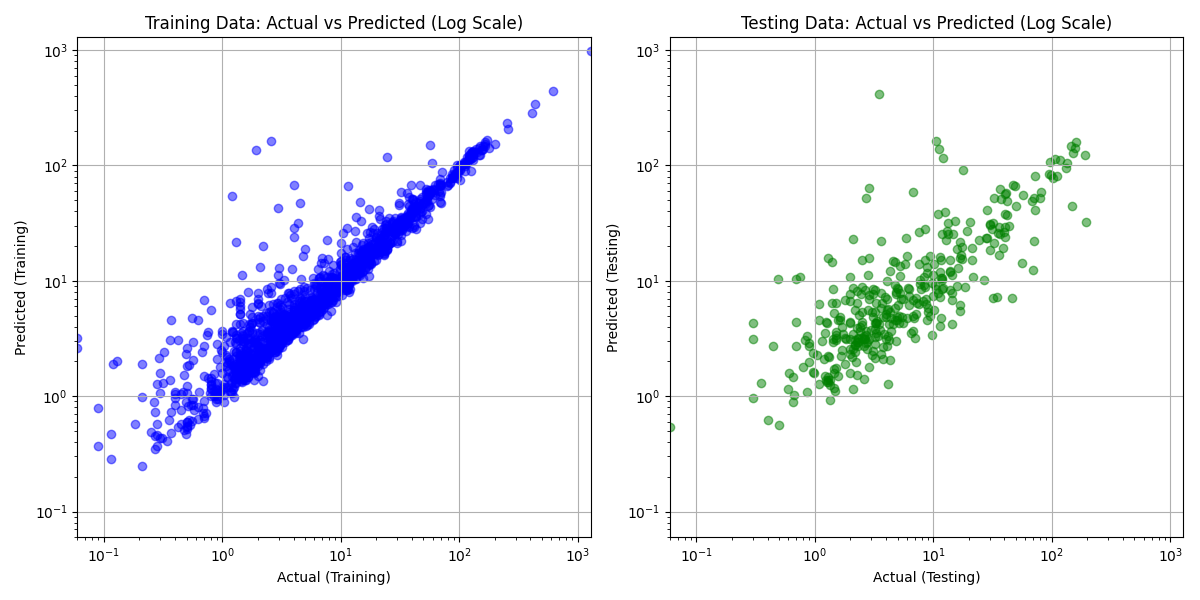 Training Data: Actual vs Predicted (Log Scale)
Testing Data: Actual vs Predicted (Log Scale)
Predicted (Training)
10³
10²
10¹
10⁰
10⁻¹
10⁻¹ 10⁰ 10¹ 10² 10³
Actual (Training)
Predicted (Testing)
10³
10²
10¹
10⁰
10⁻¹
10⁻¹ 10⁰ 10¹ 10² 10³
Actual (Testing)